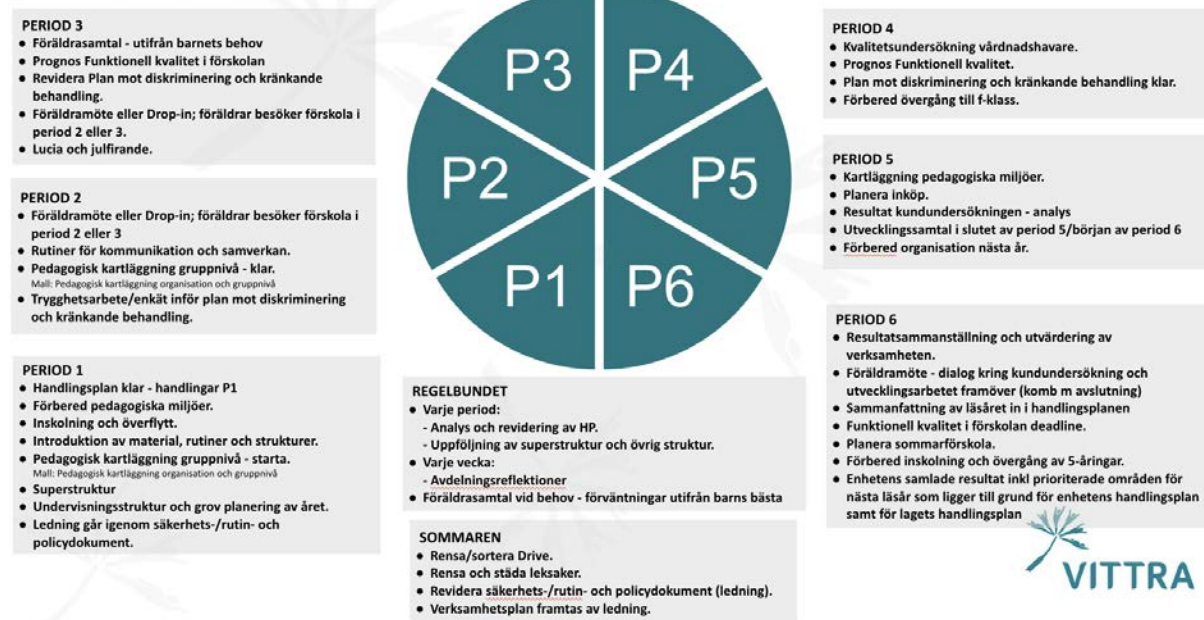 PERIOD 3
● Föräldrasamtal - utifrån barnets behov
● Prognos Funktionell kvalitet i förskolan
● Revidera Plan mot diskriminering och kränkande
behandling.
● Föräldramöte eller Drop-in; föräldrar besöker förskola i
period 2 eller 3.
● Lucia och julfirande.
PERIOD 2
● Föräldramöte eller Drop-in; föräldrar besöker förskola i
period 2 eller 3
● Rutiner för kommunikation och samverkan.
● Pedagogisk kartläggning gruppnivå - klar.
Mall: Pedagogisk kartläggning organisation och gruppnivå
● Trygghetsarbete/enkät inför plan mot diskriminering
och kränkande behandling.
PERIOD 1
● Handlingsplan klar - handlingar P1
● Förbered pedagogiska miljöer.
● Inskolning och överflytt.
● Introduktion av material, rutiner och strukturer.
● Pedagogisk kartläggning gruppnivå - starta.
Mall: Pedagogisk kartläggning organisation och gruppnivå
● Superstruktur
● Undervisningsstruktur och grov planering av året.
● Ledning går igenom säkerhets-/rutin- och
policydokument.
P3 P4
P2 P5
P1 P6
REGELBUNDET
● Varje period:
- Analys och revidering av HP.
- Uppföljning av superstruktur och övrig struktur.
● Varje vecka:
- Avdelningsreflektioner
● Föräldrasamtal vid behov - förväntningar utifrån barns bästa
SOMMAREN
● Rensa/sortera Drive.
● Rensa och städa leksaker.
● Revidera säkerhets-/rutin- och policydokument (ledning).
● Verksamhetsplan framtas av ledning.
PERIOD 4
● Kvalitetsundersökning vårdnadshavare.
● Prognos Funktionell kvalitet.
● Plan mot diskriminering och kränkande behandling klar.
● Förbered övergång till f-klass.
PERIOD 5
● Kartläggning pedagogiska miljöer.
● Planera inköp.
● Resultat kundundersökningen - analys
● Utvecklingssamtal i slutet av period 5/början av period 6
● Förbered organisation nästa år.
PERIOD 6
● Resultatsammanställning och utvärdering av
verksamheten.
● Föräldramöte - dialog kring kundundersökning och
utvecklingsarbetet framöver (komb m avslutning)
● Sammanfattning av läsåret in i handlingsplanen
● Funktionell kvalitet i förskolan deadline.
● Planera sommarförskola.
● Förbered inskolning och övergång av 5-åringar.
● Enhetens samlade resultat inkl prioriterade områden för
nästa läsår som ligger till grund för enhetens handlingsplan
samt för lagets handlingsplan
VITTRA